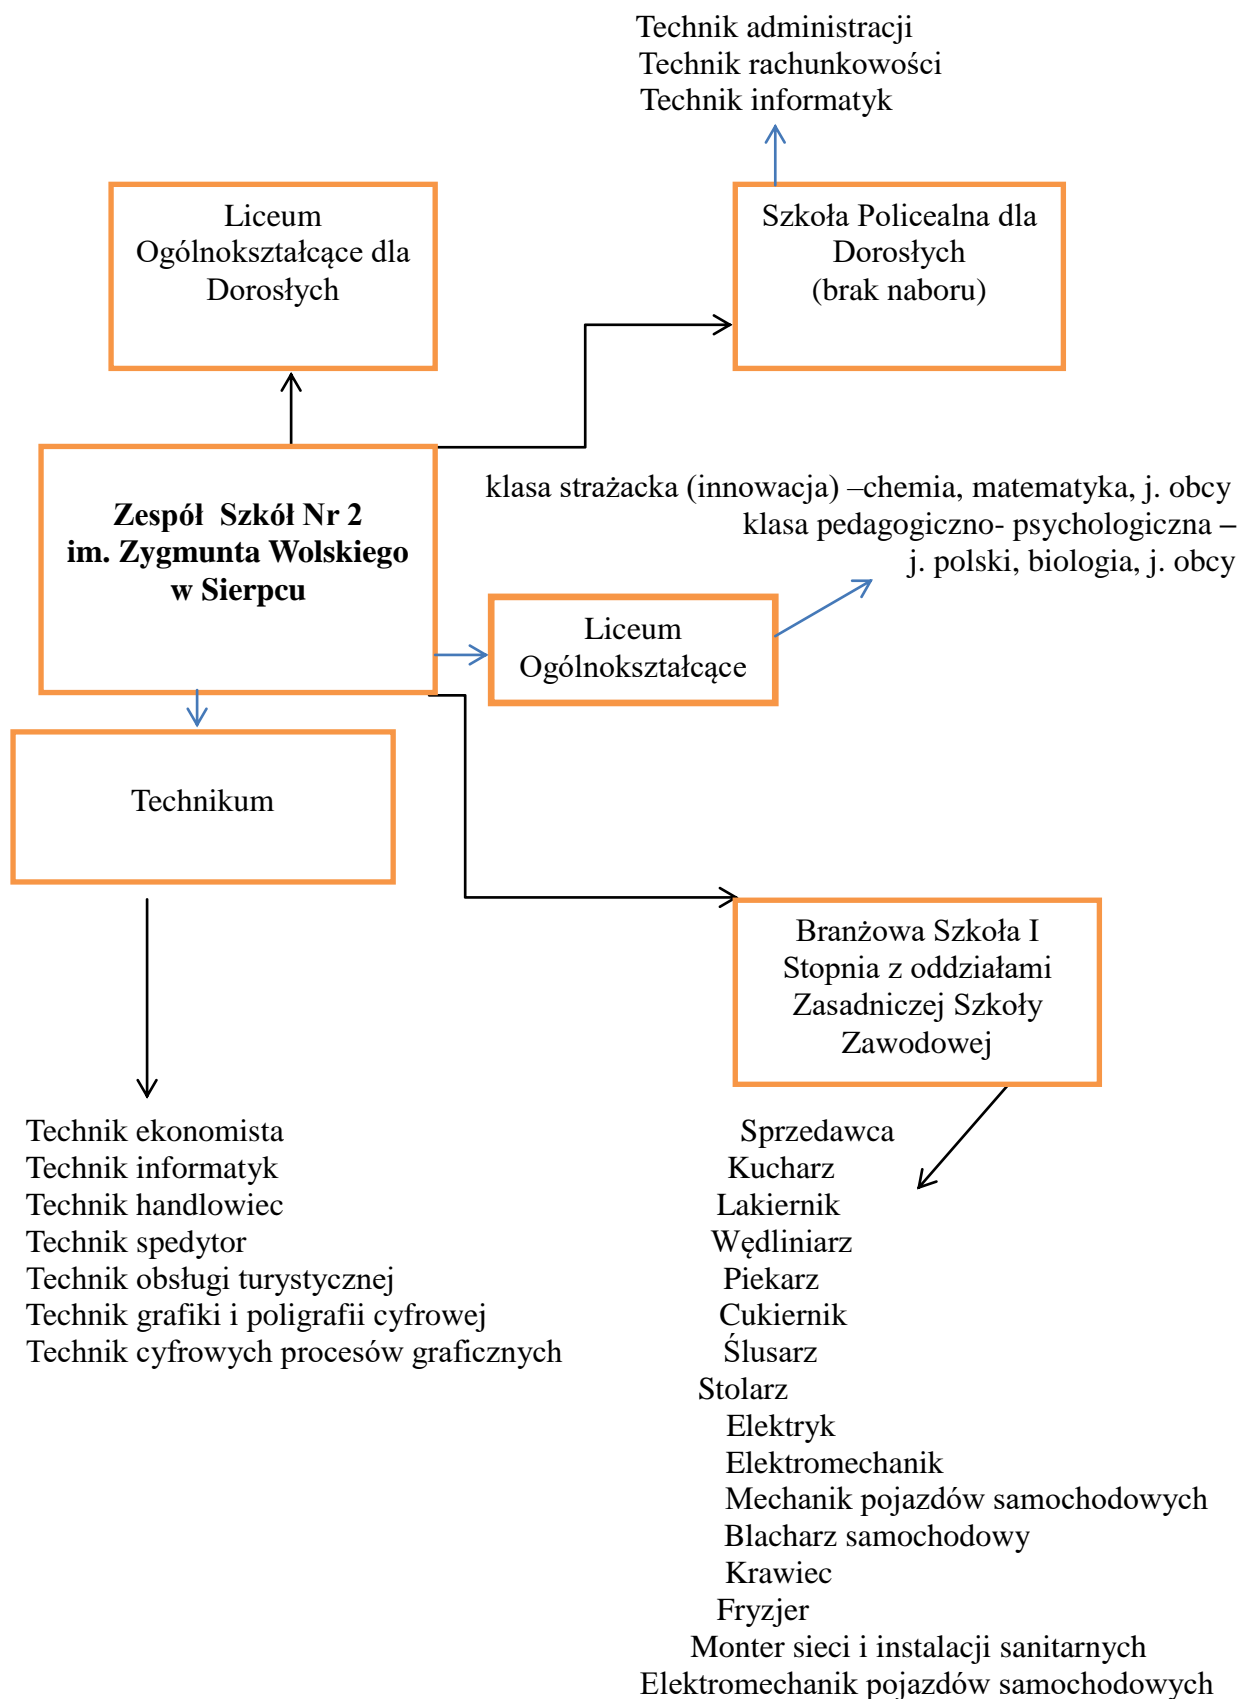 Technik administracji
Technik rachunkowości
Technik informatyk
Liceum
Ogólnokształcące dla
Dorosłych
Szkoła Policealna dla
Dorosłych
(brak naboru)
Zespół Szkół Nr 2
im. Zygmunta Wolskiego
w Sierpcu
klasa strażacka (innowacja) –chemia, matematyka, j. obcy
klasa pedagogiczno- psychologiczna –
j. polski, biologia, j. obcy
Liceum
Ogólnokształcące
Technikum
Branżowa Szkoła I
Stopnia z oddziałami
Zasadniczej Szkoły
Zawodowej
Technik ekonomista
Technik informatyk
Technik handlowiec
Technik spedytor
Technik obsługi turystycznej
Technik grafiki i poligrafii cyfrowej
Technik cyfrowych procesów graficznych
Sprzedawca
Kucharz
Lakiernik
Wędliniarz
Piekarz
Cukiernik
Ślusarz
Stolarz
Elektryk
Elektromechanik
Mechanik pojazdów samochodowych
Blacharz samochodowy
Krawiec
Fryzjer
Monter sieci i instalacji sanitarnych
Elektromechanik pojazdów samochodowych